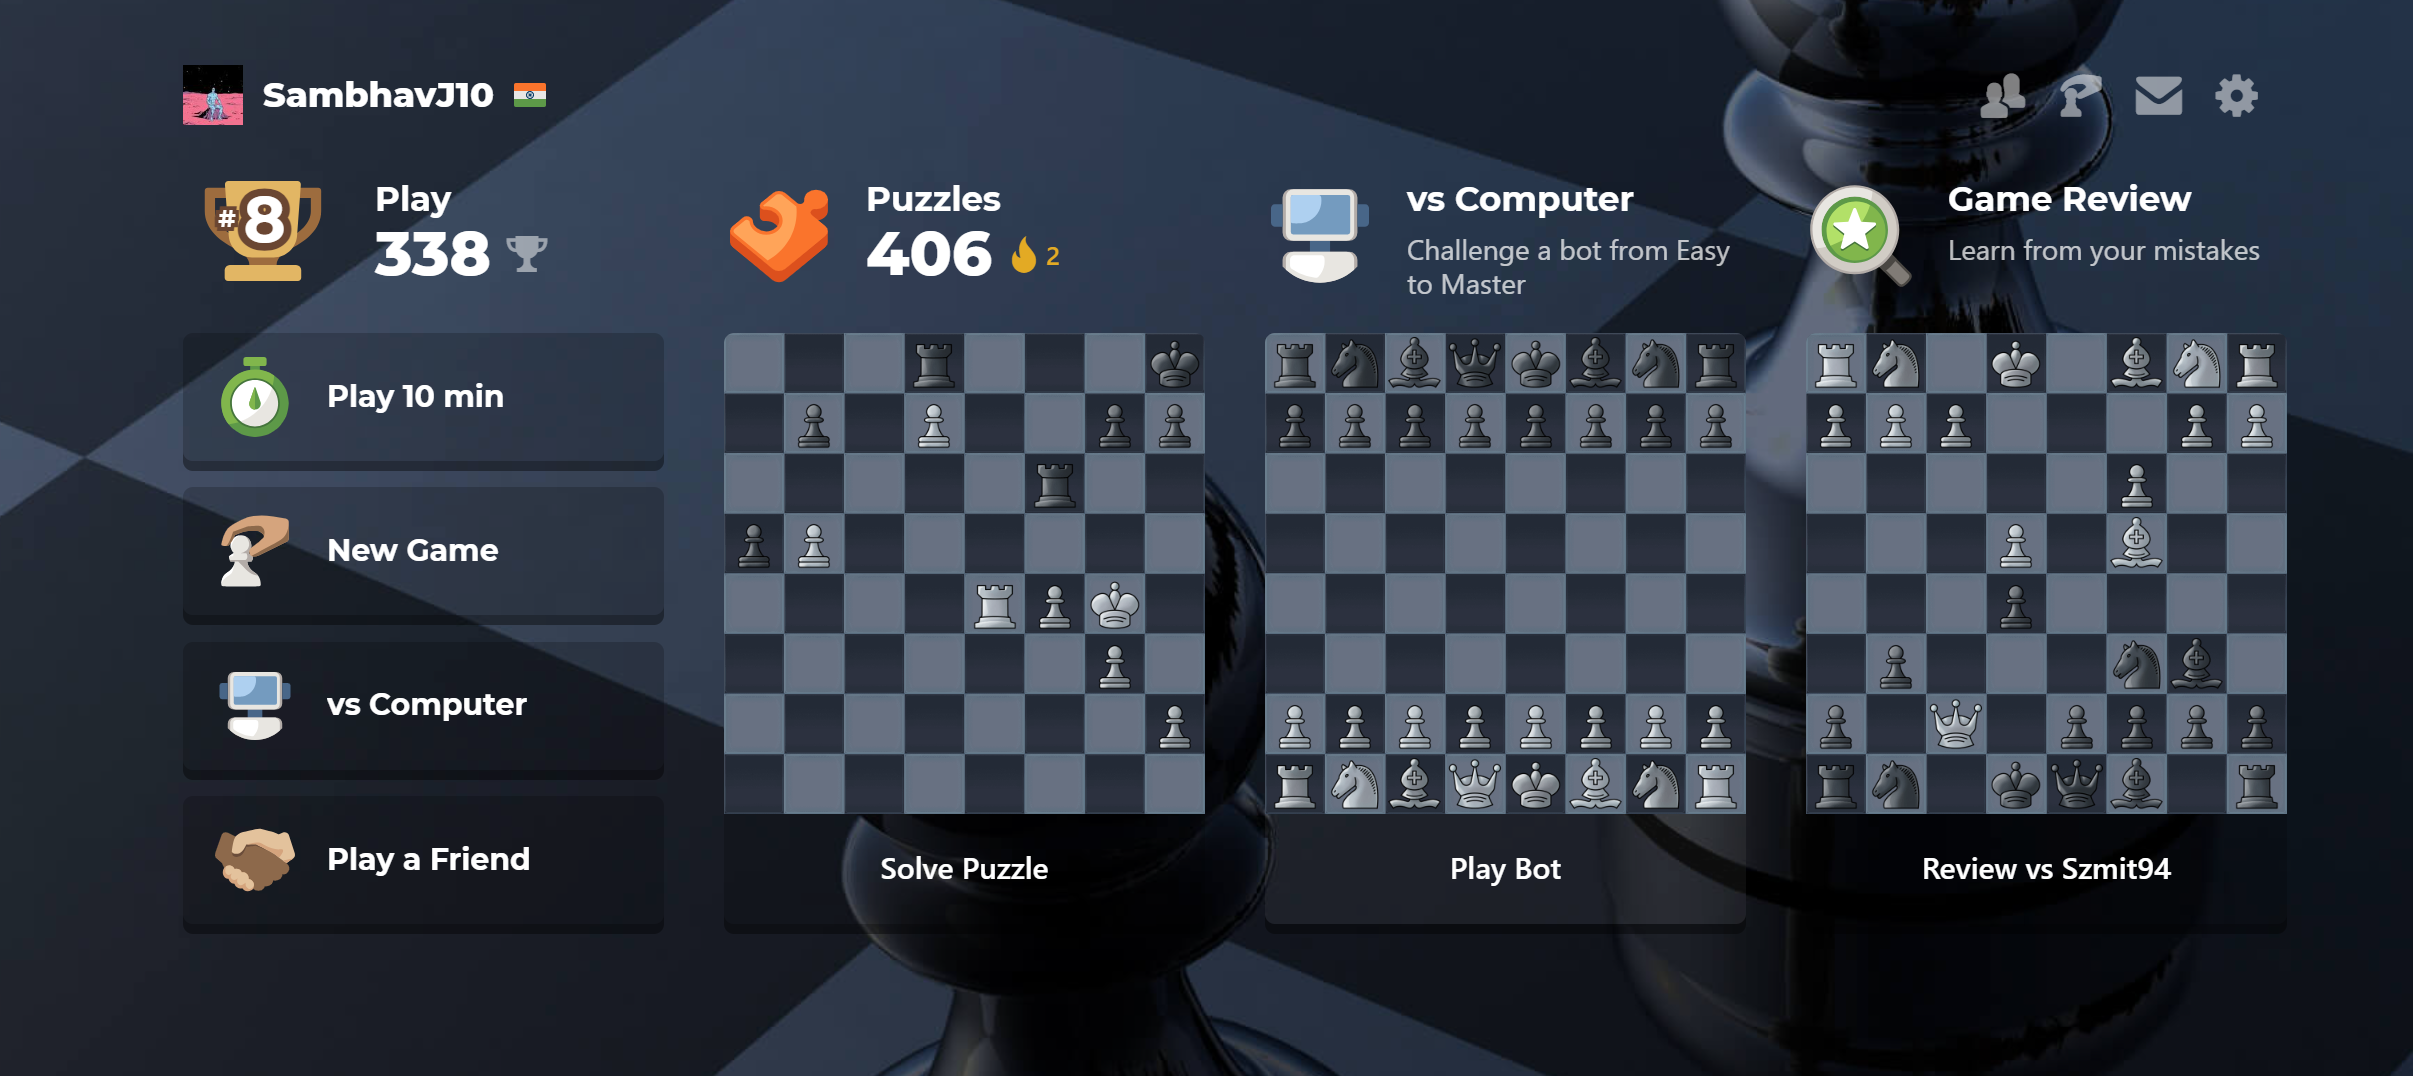 SambhavJ10
#8
Play
338
Puzzles
406
2
vs Computer
Challenge a bot from Easy
to Master
Game Review
Learn from your mistakes
Play 10 min
New Game
vs Computer
Play a Friend
Solve Puzzle
Play Bot
Review vs Szmit94